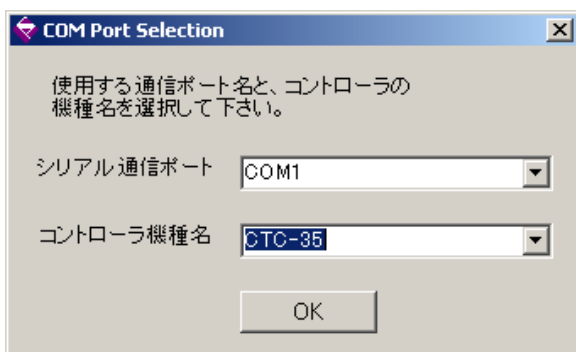 COM Port Selection
使用する通信ポート名と、コントローラの
機種名を選択して下さい。
シリアル通信ポート
COM1
コントローラ機種名
CTC-35
OK